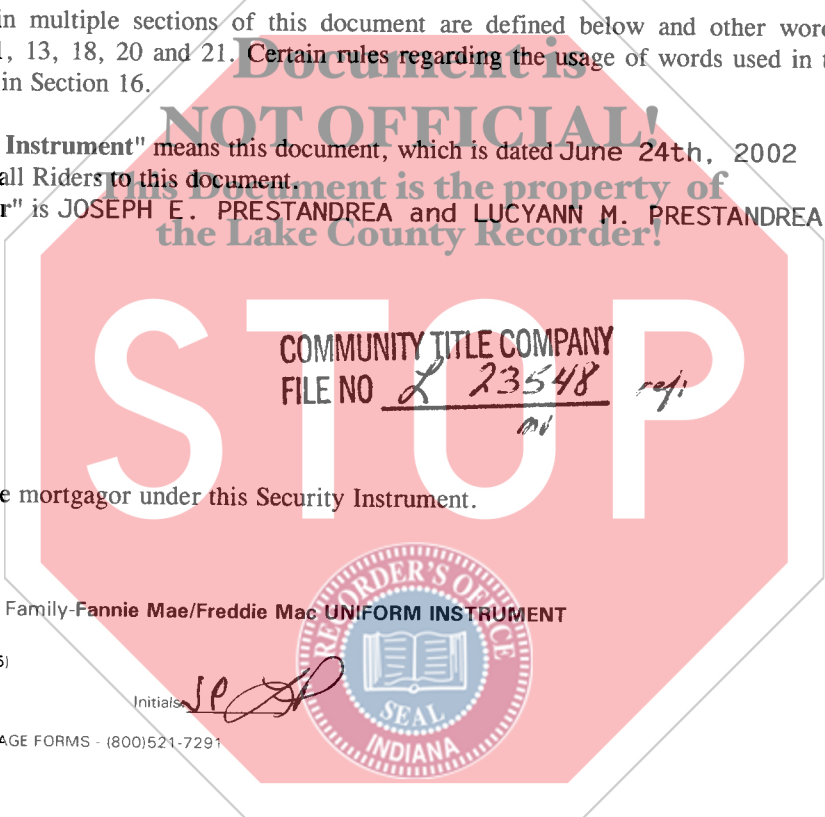 in multiple sections of this document are defined below and other word
1, 13, 18, 20 and 21. Certain rules regarding the usage of words used in t
in Section 16.
Document is
NOT OFFICIAL!
This Document is the property of
the Lake County Recorder!
Instrument" means this document, which is dated June 24th, 2002
all Riders to this document.
r" is JOSEPH E. PRESTANDREA and LUCYANN M. PRESTANDREA
STOP
COMMUNITY TITLE COMPANY
FILE NO L 23548
e mortgagor under this Security Instrument.
Family-Fannie Mae/Freddie Mac UNIFORM INSTRUMENT
Initials JP LP
AGE FORMS - (800)521-7291
RECORDER'S OFFICE
SEAL
INDIANA